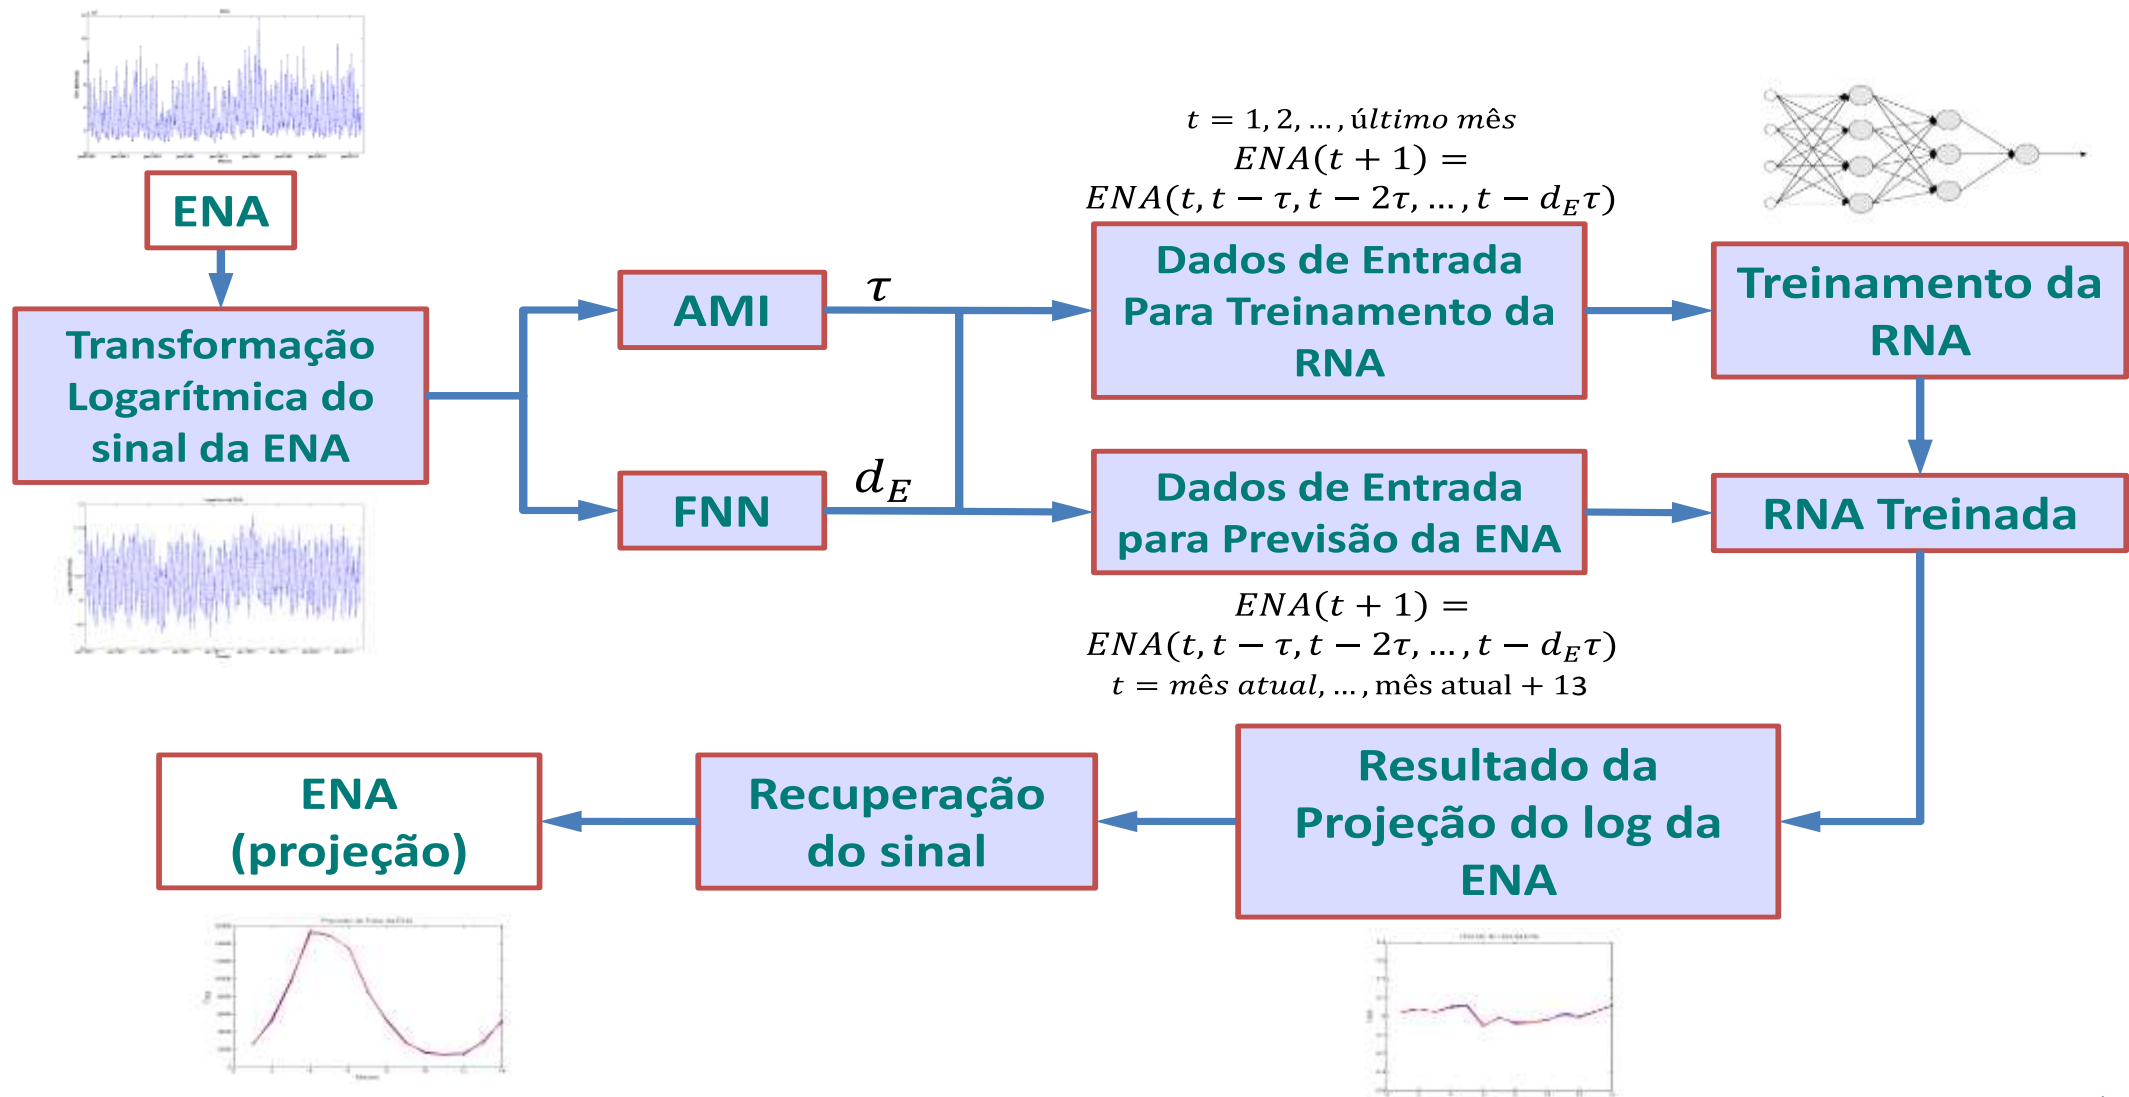 ENA
Transformação
Logarítmica do
sinal da ENA
AMI
τ
FNN
d_E
t = 1, 2, … , último mês
ENA(t + 1) =
ENA(t, t − τ, t − 2τ, … , t − d_Eτ)
Dados de Entrada
Para Treinamento da
RNA
Treinamento da
RNA
Dados de Entrada
para Previsão da ENA
RNA Treinada
ENA(t + 1) =
ENA(t, t − τ, t − 2τ, … , t − d_Eτ)
t = mês atual, … , mês atual + 13
Resultado da
Projeção do log da
ENA
Recuperação
do sinal
ENA
(projeção)